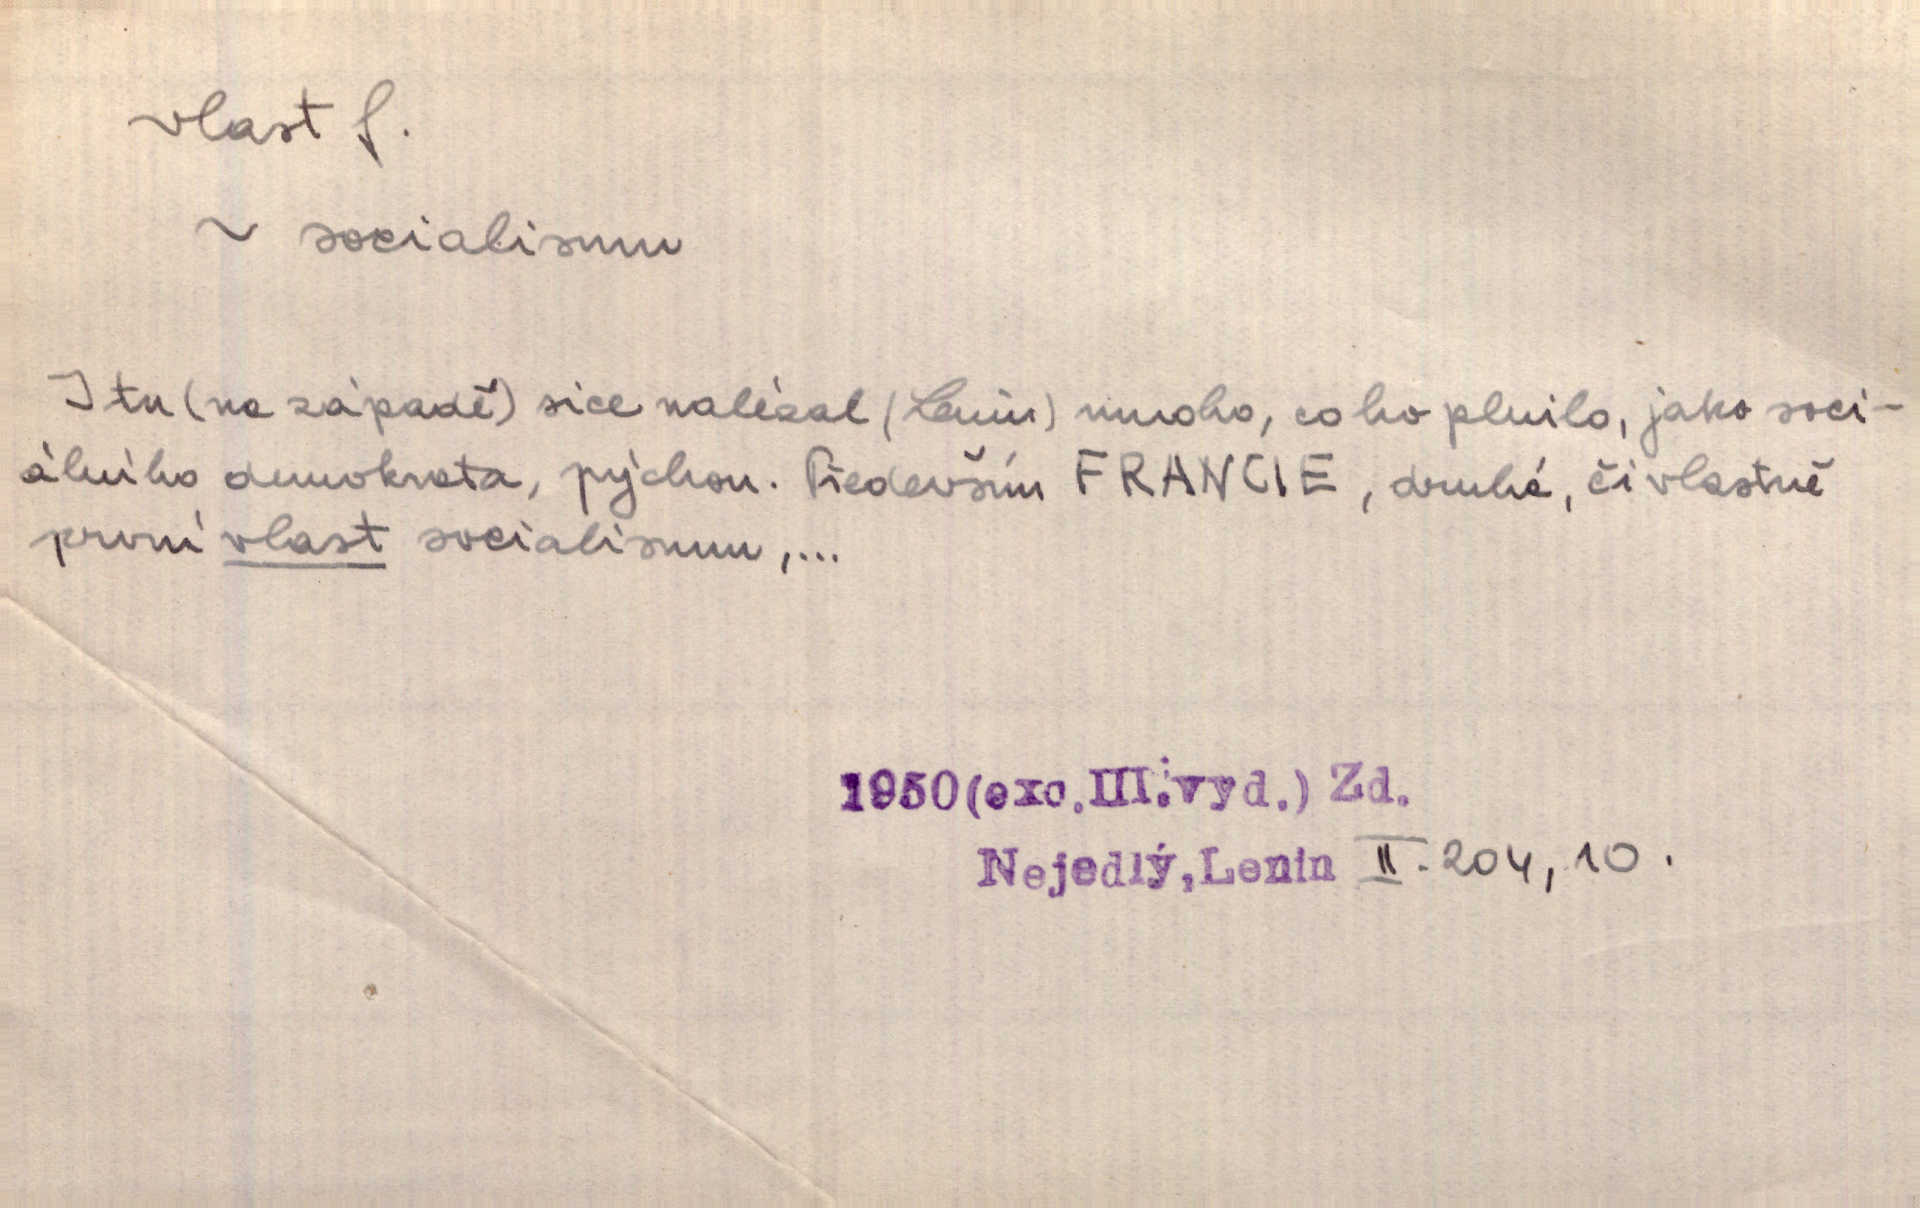 vlast f.
~ socialismu
I tu (na západě) sice nalézal (Lenin) mnoho, co ho plnilo, jako soci-
álního demokrata, pýchou. Především FRANCIE, druhá, či vlastně
první vlast socialismu,...
1950(exc.III.vyd.) Zd.
Nejedlý,Lenin II. 204, 10.